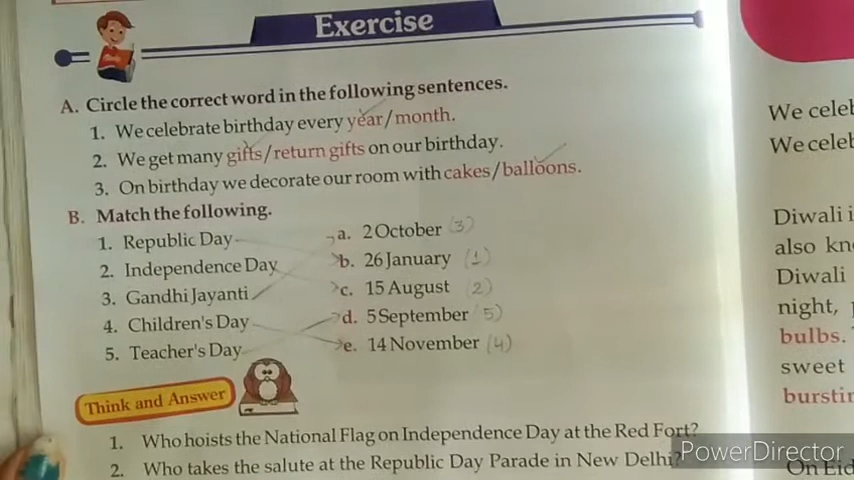 Exercise
A. Circle the correct word in the following sentences.
1. We celebrate birthday every year/month.
2. We get many gifts/return gifts on our birthday.
3. On birthday we decorate our room with cakes/balloons.
B. Match the following.
1. Republic Day a. 2 October (3)
2. Independence Day b. 26 January (1)
3. Gandhi Jayanti c. 15 August (2)
4. Children's Day d. 5 September (5)
5. Teacher's Day e. 14 November (4)
Think and Answer
1. Who hoists the National Flag on Independence Day at the Red Fort?
2. Who takes the salute at the Republic Day Parade in New Delhi?
We celeb
We celeb
Diwali i
also kn
Diwali
night,
bulbs.
sweet
burstin
On Eid
PowerDirector